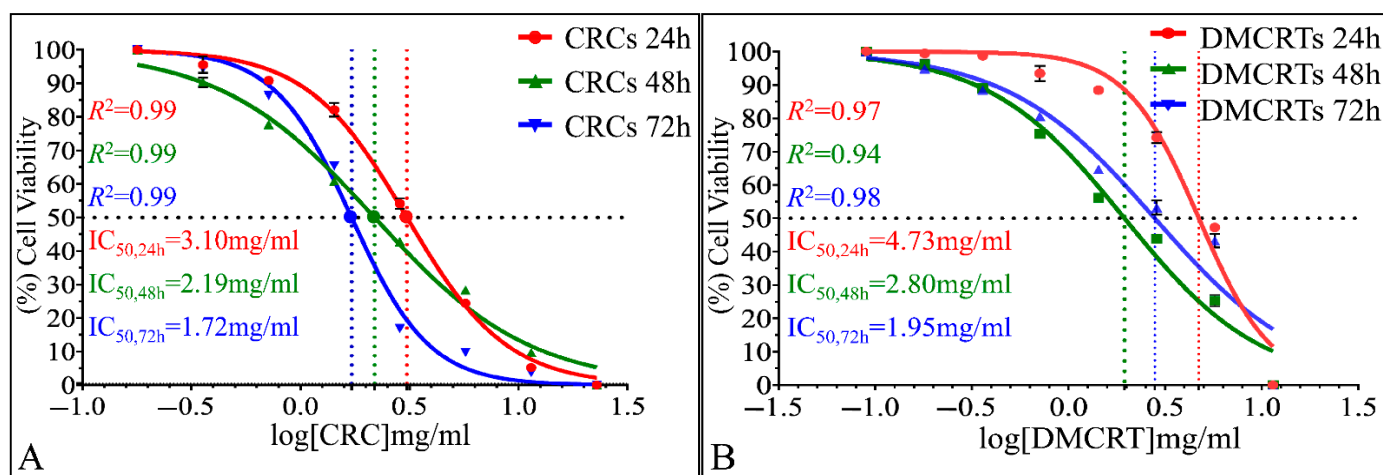 CRCs 24h
CRCs 48h
CRCs 72h
(%) Cell Viability
100
90
80
70
60
50
40
30
20
10
0
R²=0.99
R²=0.99
R²=0.99
IC50,24h=3.10mg/ml
IC50,48h=2.19mg/ml
IC50,72h=1.72mg/ml
−1.0 −0.5 0.0 0.5 1.0 1.5
log[CRC]mg/ml
A
DMCRTs 24h
DMCRTs 48h
DMCRTs 72h
(%) Cell Viability
100
90
80
70
60
50
40
30
20
10
0
R²=0.97
R²=0.94
R²=0.98
IC50,24h=4.73mg/ml
IC50,48h=2.80mg/ml
IC50,72h=1.95mg/ml
−1.5 −1.0 −0.5 0.0 0.5 1.0 1.5
log[DMCRT]mg/ml
B